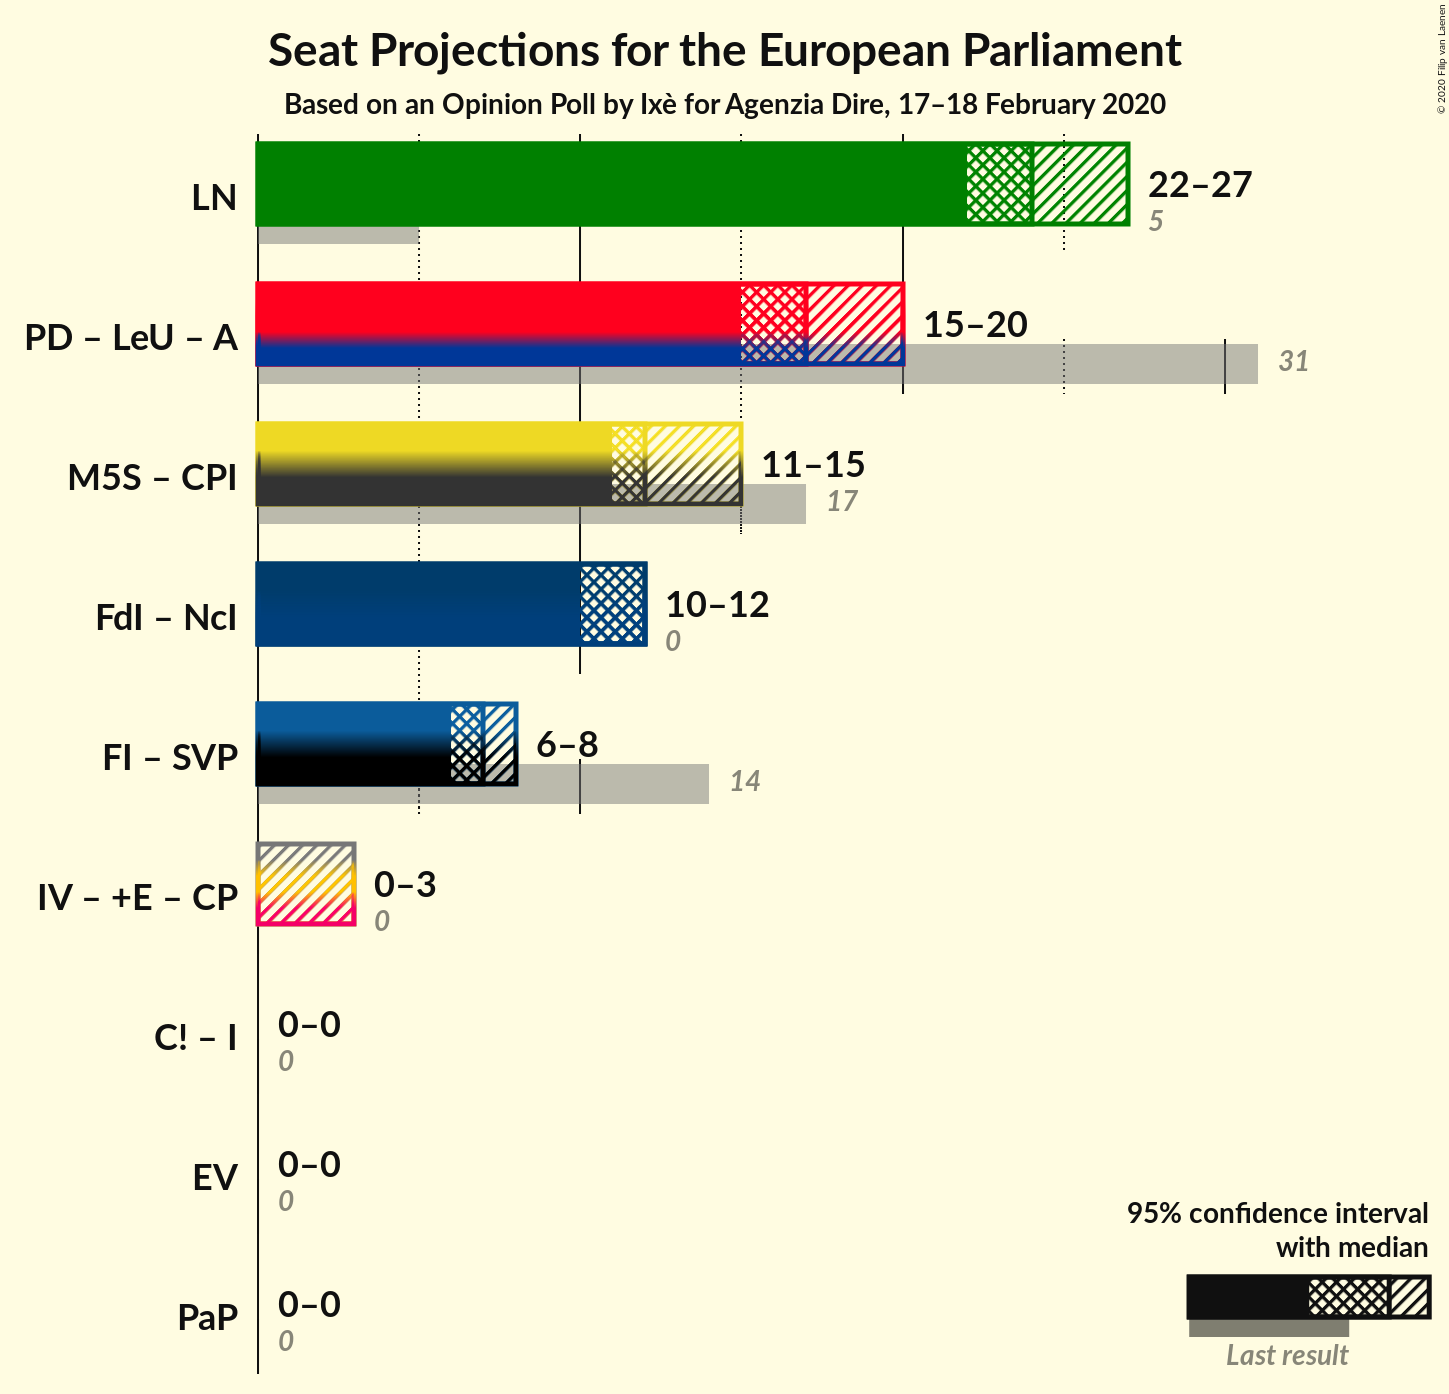 Seat Projections for the European Parliament
Based on an Opinion Poll by Ixè for Agenzia Dire, 17–18 February 2020
© 2020 Filip van Laenen
LN
22–27
5
PD – LeU – A
15–20
31
M5S – CPI
11–15
17
FdI – NcI
10–12
0
FI – SVP
6–8
14
IV – +E – CP
0–3
0
C! – I
0–0
0
EV
0–0
0
PaP
0–0
0
95% confidence interval
with median
Last result